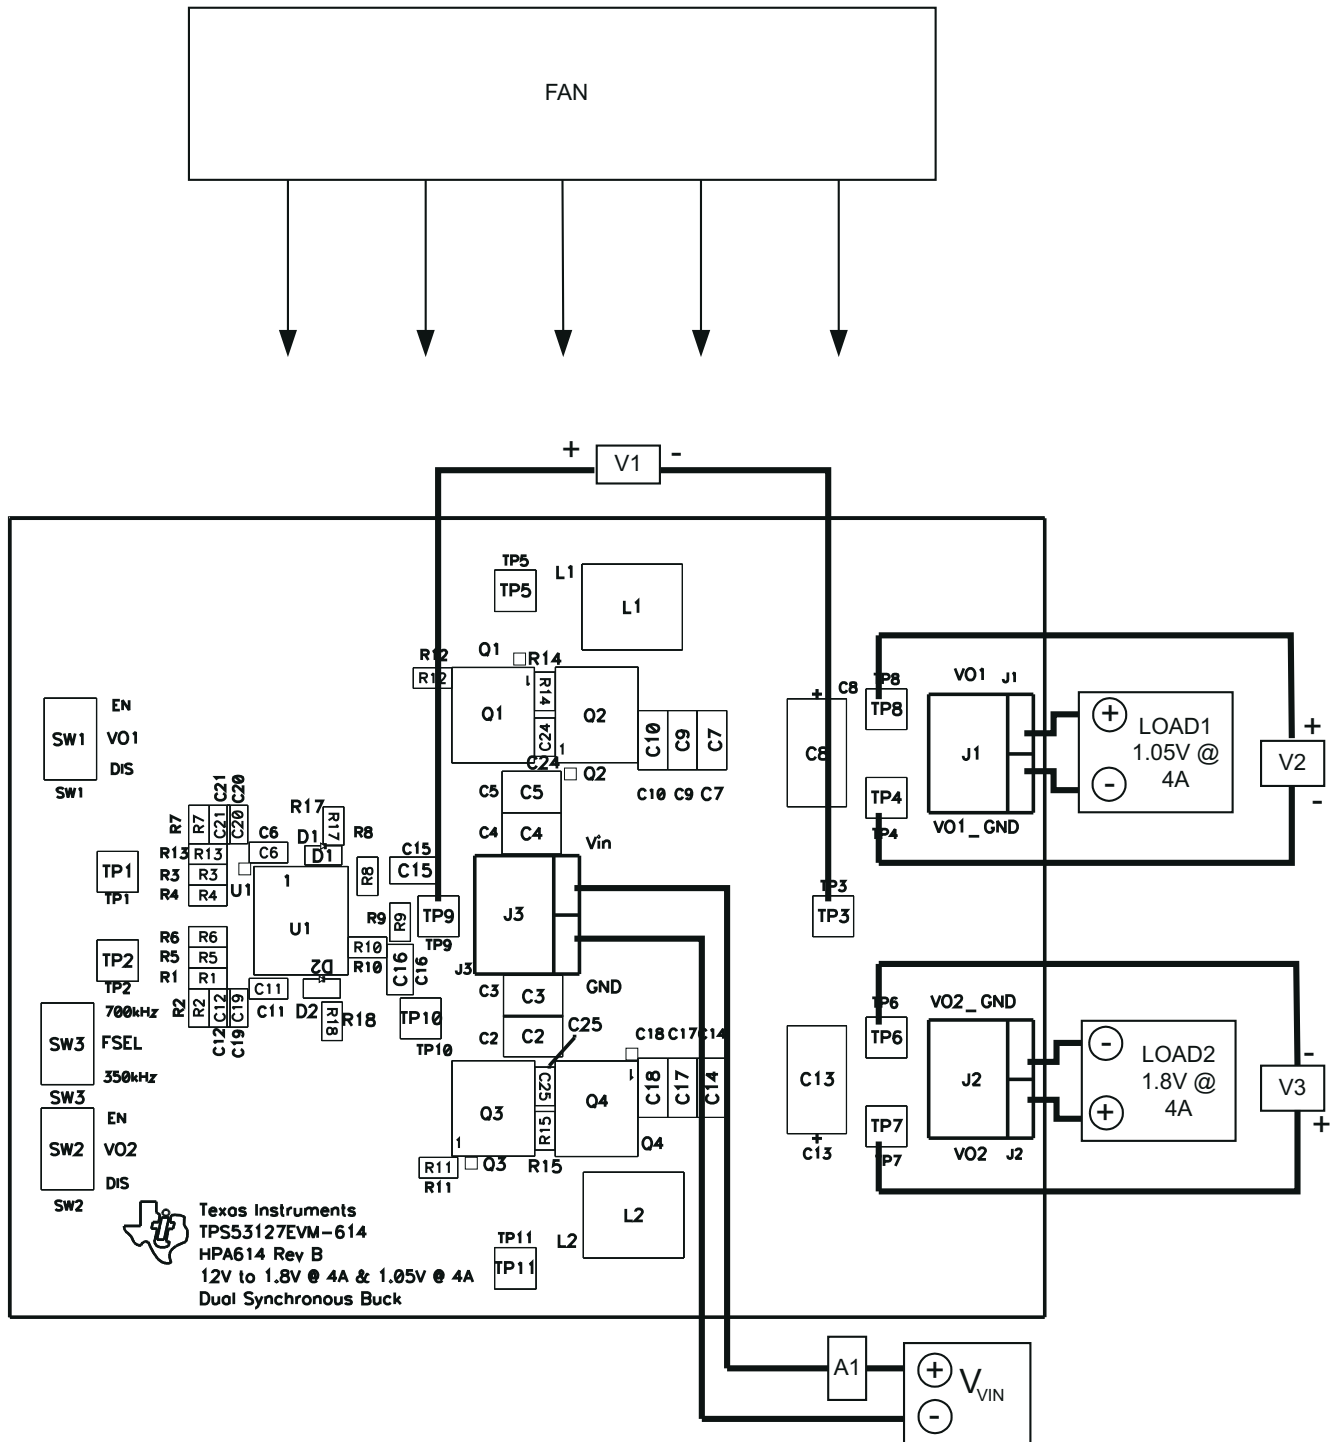 FAN
+ V1 -
TP5
TP5
L1
L1
Q1
R14
R12
R12
Q1
1
R14
Q2
C24
1
C24
Q2
C10
C9
C7
C10 C9 C7
+
C8
C8
TP8
TP8
VO1
J1
J1
VO1_GND
TP4
TP4
+
-
LOAD1
1.05V @
4A
+
V2
-
EN
SW1
VO1
DIS
SW1
C5
C5
C4
C4
Vin
C21
C20
R7
R7
C21
C20
R17
R17
R8
R8
D1
D1
C6
C6
R13
R13
R3
R3
R4
R4
U1
1
U1
TP1
TP1
C15
C15
R9
R9
TP9
TP9
J3
J3
TP3
TP3
R6
R6
R5
R5
R1
R1
R10
R10
C16
C16
TP2
TP2
D2
D2
C11
C11
R2
R2
C12
C19
C12
C19
R18
R18
TP10
TP10
C3
C3
GND
C2
C2
C25
700kHz
SW3
FSEL
350kHz
SW3
C18 C17 C14
1
C18
C17
C14
C25
Q3
1
R15
Q4
Q4
R11
R11
Q3
R15
C13
+
C13
TP6
TP6
VO2_GND
J2
VO2
J2
TP7
TP7
-
+
LOAD2
1.8V @
4A
-
V3
+
EN
SW2
VO2
DIS
SW2
L2
L2
TP11
TP11
Texas Instruments
TPS53127EVM-614
HPA614 Rev B
12V to 1.8V @ 4A & 1.05V @ 4A
Dual Synchronous Buck
A1
+
-
VVIN